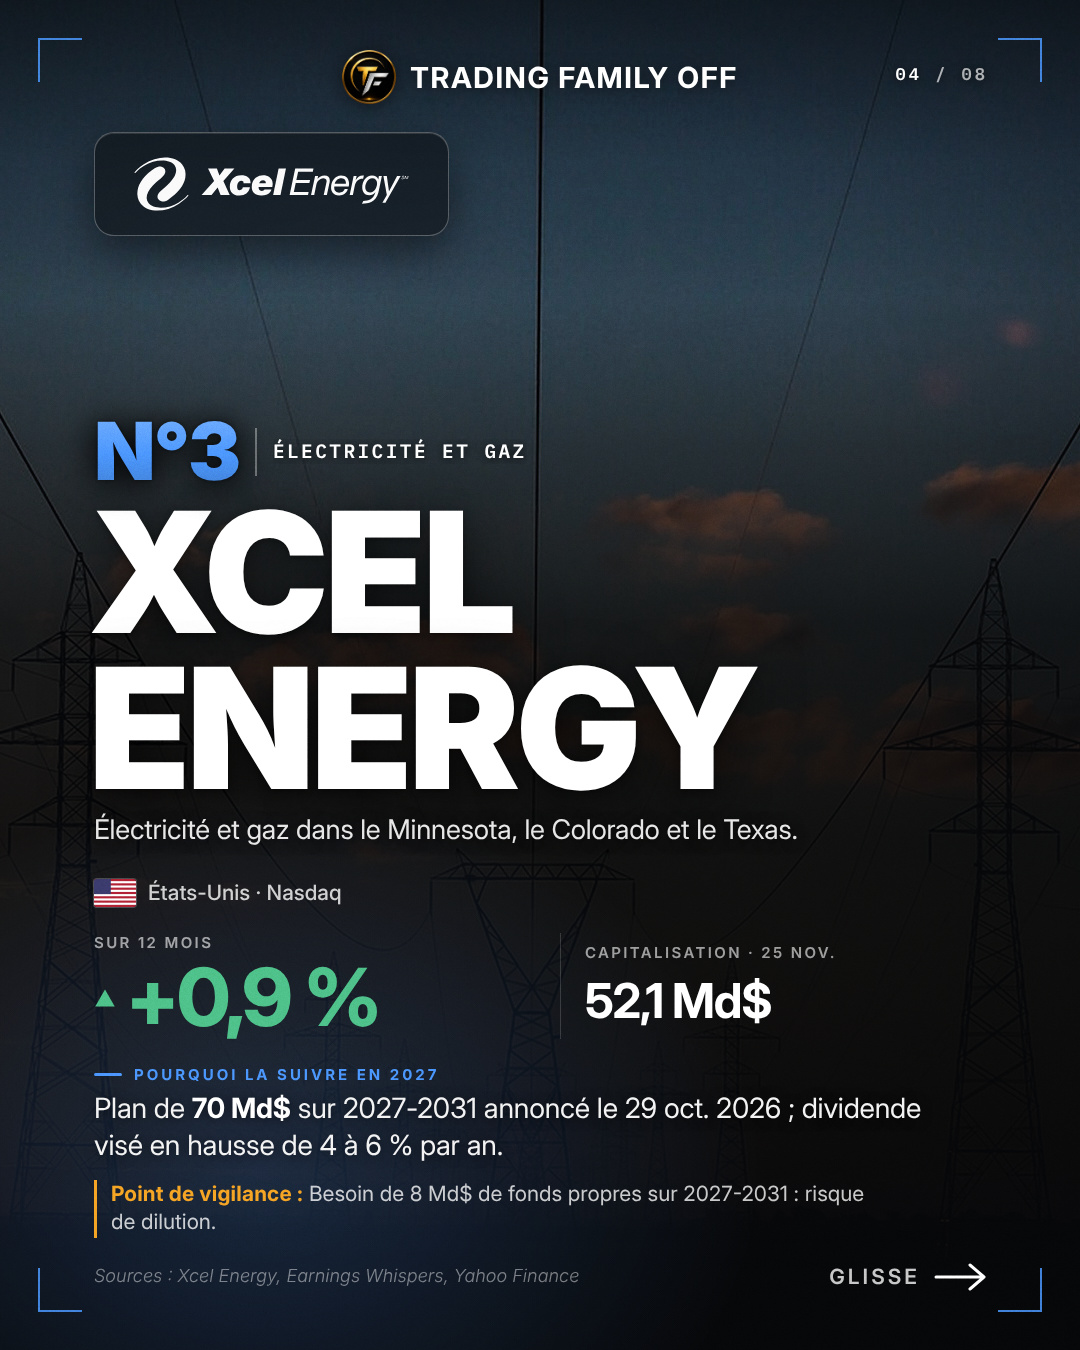 TRADING FAMILY OFF
04 / 08
Xcel Energy
N°3
ÉLECTRICITÉ ET GAZ
XCEL
ENERGY
Électricité et gaz dans le Minnesota, le Colorado et le Texas.
États-Unis · Nasdaq
SUR 12 MOIS
▲ +0,9 %
CAPITALISATION · 25 NOV.
52,1 Md$
POURQUOI LA SUIVRE EN 2027
Plan de 70 Md$ sur 2027-2031 annoncé le 29 oct. 2026 ; dividende
visé en hausse de 4 à 6 % par an.
Point de vigilance : Besoin de 8 Md$ de fonds propres sur 2027-2031 : risque
de dilution.
Sources : Xcel Energy, Earnings Whispers, Yahoo Finance
GLISSE →